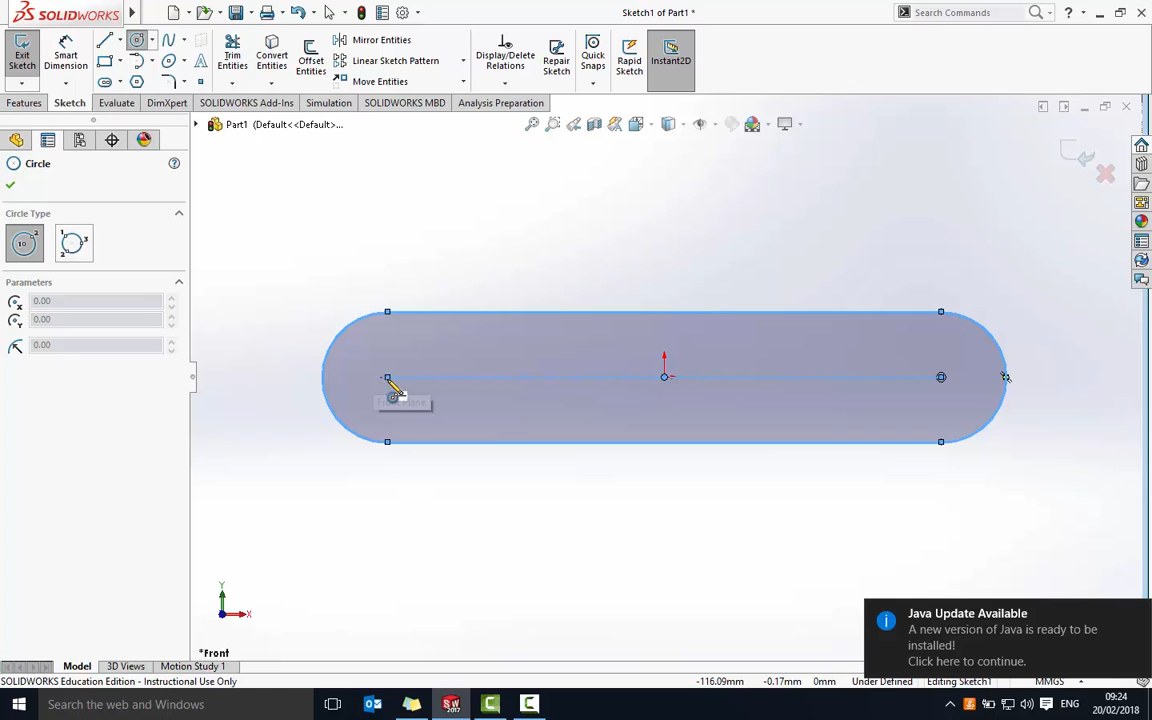 SOLIDWORKS
Sketch1 of Part1 *
Search Commands
Exit
Sketch
Smart
Dimension
Trim
Entities
Convert
Entities
Offset
Entities
Mirror Entities
Linear Sketch Pattern
Move Entities
Display/Delete
Relations
Repair
Sketch
Quick
Snaps
Rapid
Sketch
Instant2D
Features
Sketch
Evaluate
DimXpert
SOLIDWORKS Add-Ins
Simulation
SOLIDWORKS MBD
Analysis Preparation
Part1 (Default<<Default>...
Circle
Circle Type
Parameters
0.00
0.00
0.00
Y
X
*Front
Java Update Available
A new version of Java is ready to be
installed!
Click here to continue.
Model
3D Views
Motion Study 1
SOLIDWORKS Education Edition - Instructional Use Only
-116.09mm
-0.17mm
0mm
Under Defined
Editing Sketch1
MMGS
Search the web and Windows
ENG
09:24
20/02/2018